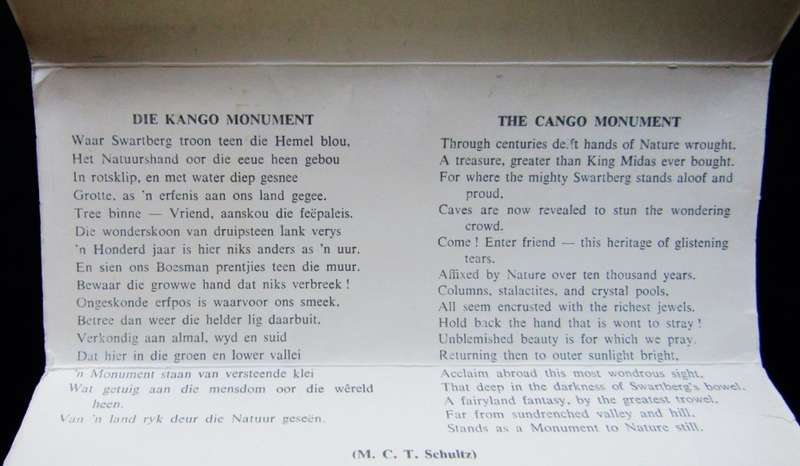 DIE KANGO MONUMENT
Waar Swartberg troon teen die Hemel blou,
Het Natuurshand oor die eeue heen gebou
In rotsklip, en met water diep gesnee
Grotte, as 'n erfenis aan ons land gegee.
Tree binne — Vriend, aanskou die feëpaleis.
Die wonderskoon van druipsteen lank verys
'n Honderd jaar is hier niks anders as 'n uur.
En sien ons Boesman prentjies teen die muur.
Bewaar die growwe hand dat niks verbreek !
Ongeskonde erfpos is waarvoor ons smeek.
Betree dan weer die helder lig daarbuit.
Verkondig aan almal, wyd en suid
Dat hier in die groen en lower vallei
'n Monument staan van versteende klei
Wat getuig aan die mensdom oor die wêreld
heen.
Van 'n land ryk deur die Natuur geseën.
THE CANGO MONUMENT
Through centuries deft hands of Nature wrought.
A treasure, greater than King Midas ever bought.
For where the mighty Swartberg stands aloof and
proud.
Caves are now revealed to stun the wondering
crowd.
Come ! Enter friend — this heritage of glistening
tears.
Affixed by Nature over ten thousand years.
Columns, stalactites, and crystal pools,
All seem encrusted with the richest jewels.
Hold back the hand that is wont to stray !
Unblemished beauty is for which we pray.
Returning then to outer sunlight bright,
Acclaim abroad this most wondrous sight.
That deep in the darkness of Swartberg's bowel.
A fairyland fantasy, by the greatest trowel.
Far from sundrenched valley and hill.
Stands as a Monument to Nature still.
(M. C. T. Schultz)